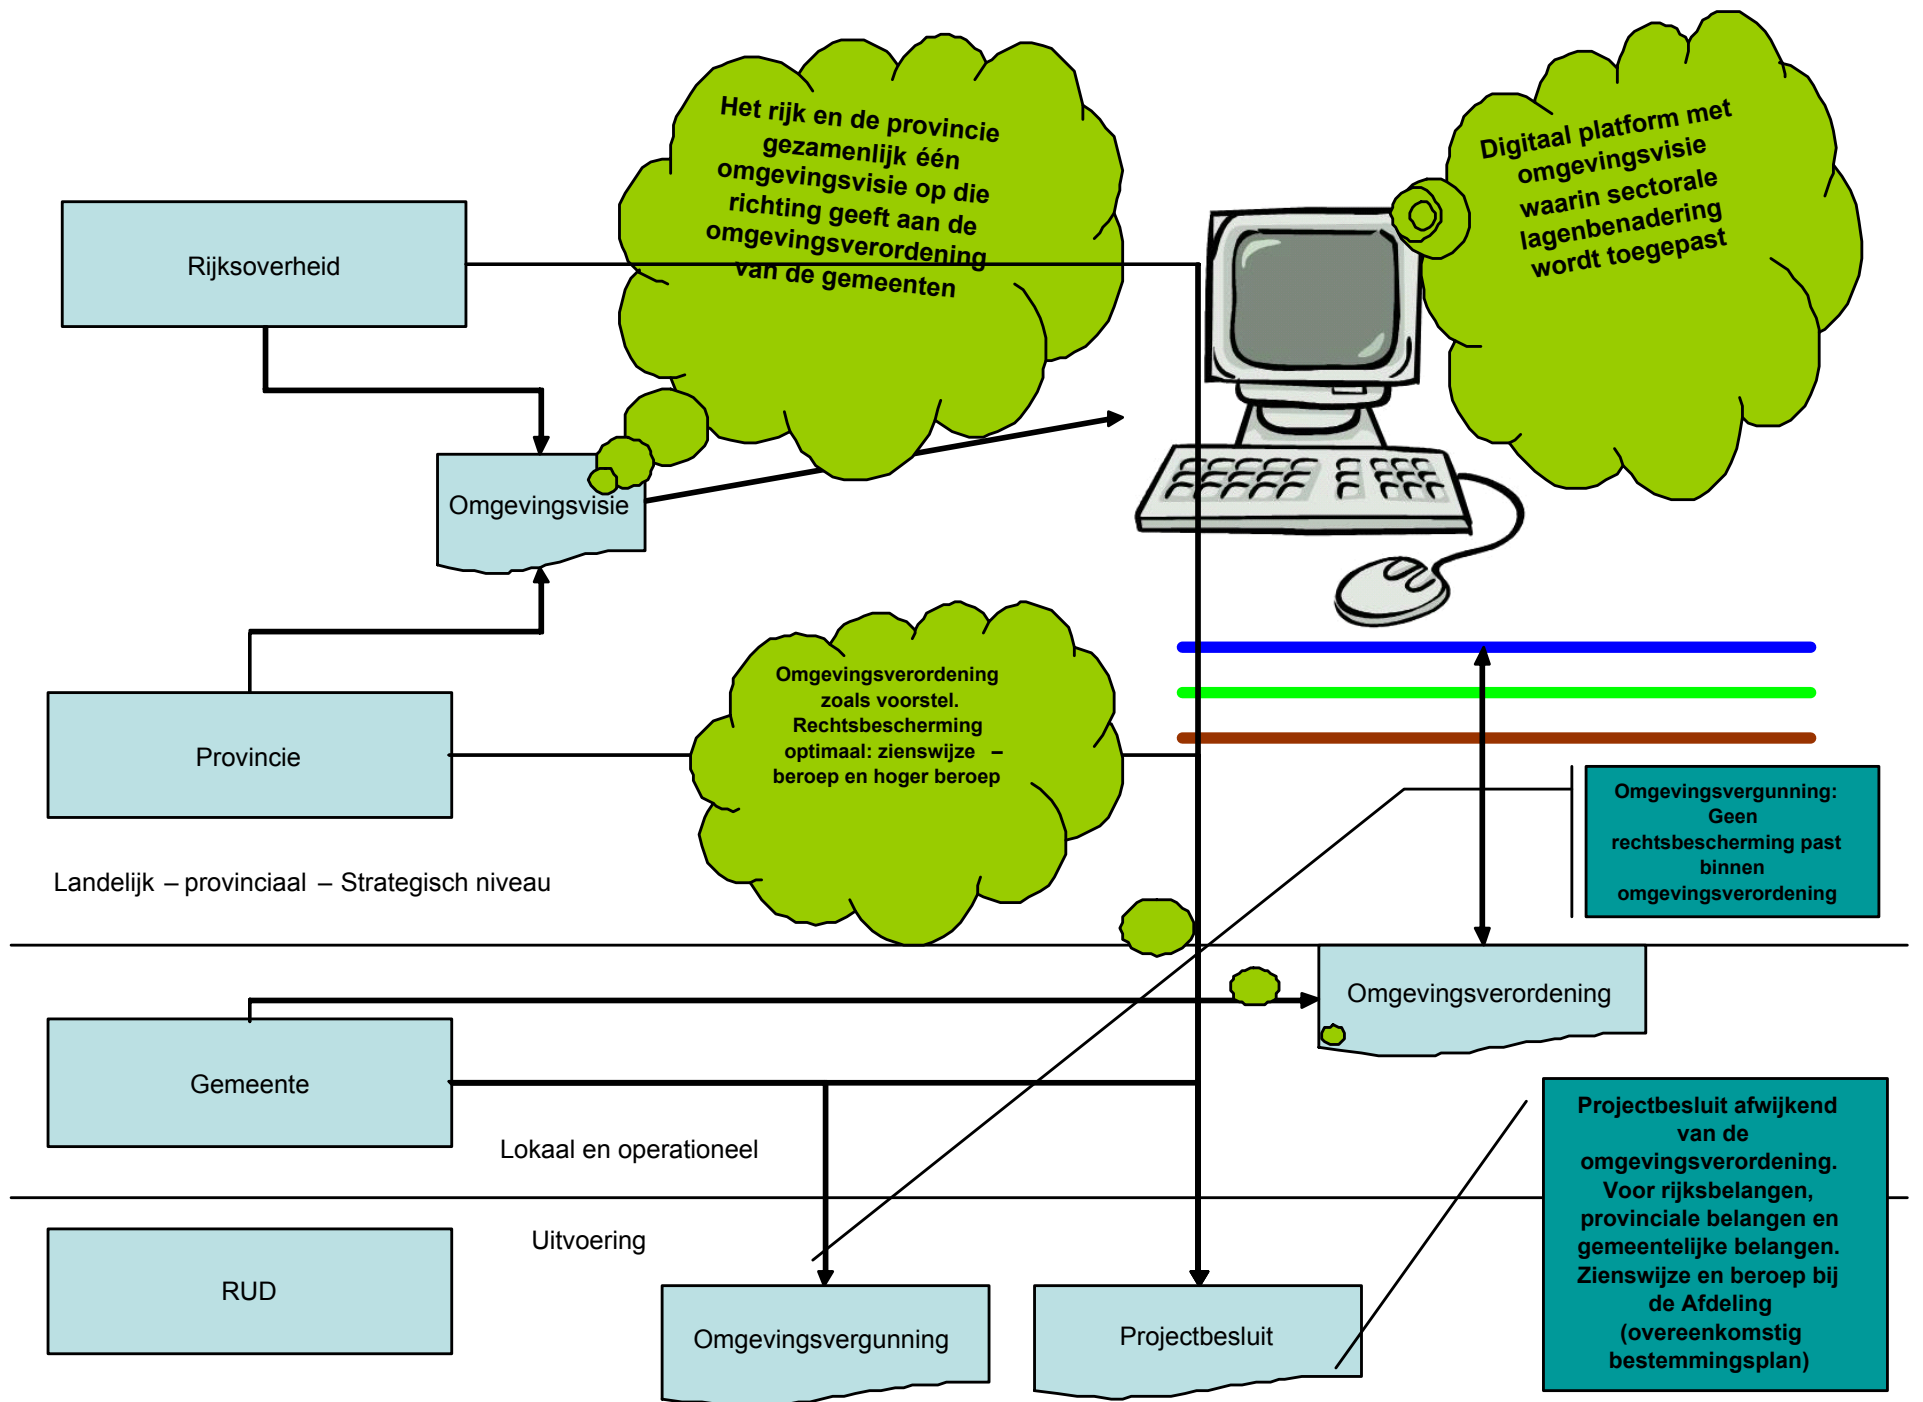 Het rijk en de provincie
gezamenlijk één
omgevingsvisie op die
richting geeft aan de
omgevingsverordening
van de gemeenten
Digitaal platform met
omgevingsvisie
waarin sectorale
lagenbenadering
wordt toegepast
Rijksoverheid
Omgevingsvisie
Omgevingsverordening
zoals voorstel.
Rechtsbescherming
optimaal: zienswijze –
beroep en hoger beroep
Provincie
Omgevingsvergunning:
Geen
rechtsbescherming past
binnen
omgevingsverordening
Landelijk – provinciaal – Strategisch niveau
Omgevingsverordening
Gemeente
Lokaal en operationeel
Projectbesluit afwijkend
van de
omgevingsverordening.
Voor rijksbelangen,
provinciale belangen en
gemeentelijke belangen.
Zienswijze en beroep bij
de Afdeling
(overeenkomstig
bestemmingsplan)
Uitvoering
RUD
Omgevingsvergunning
Projectbesluit